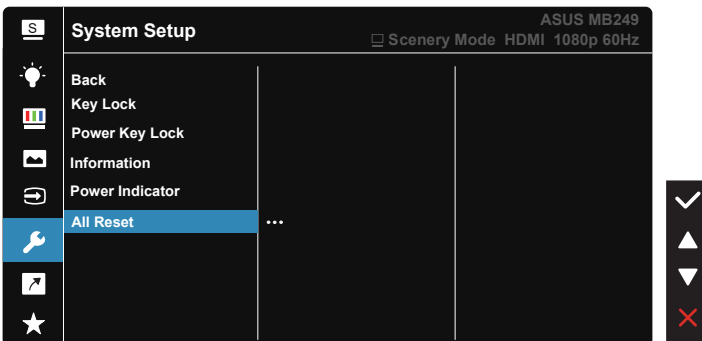 S
System Setup
ASUS MB249
Scenery Mode HDMI 1080p 60Hz
Back
Key Lock
Power Key Lock
Information
Power Indicator
All Reset
•••